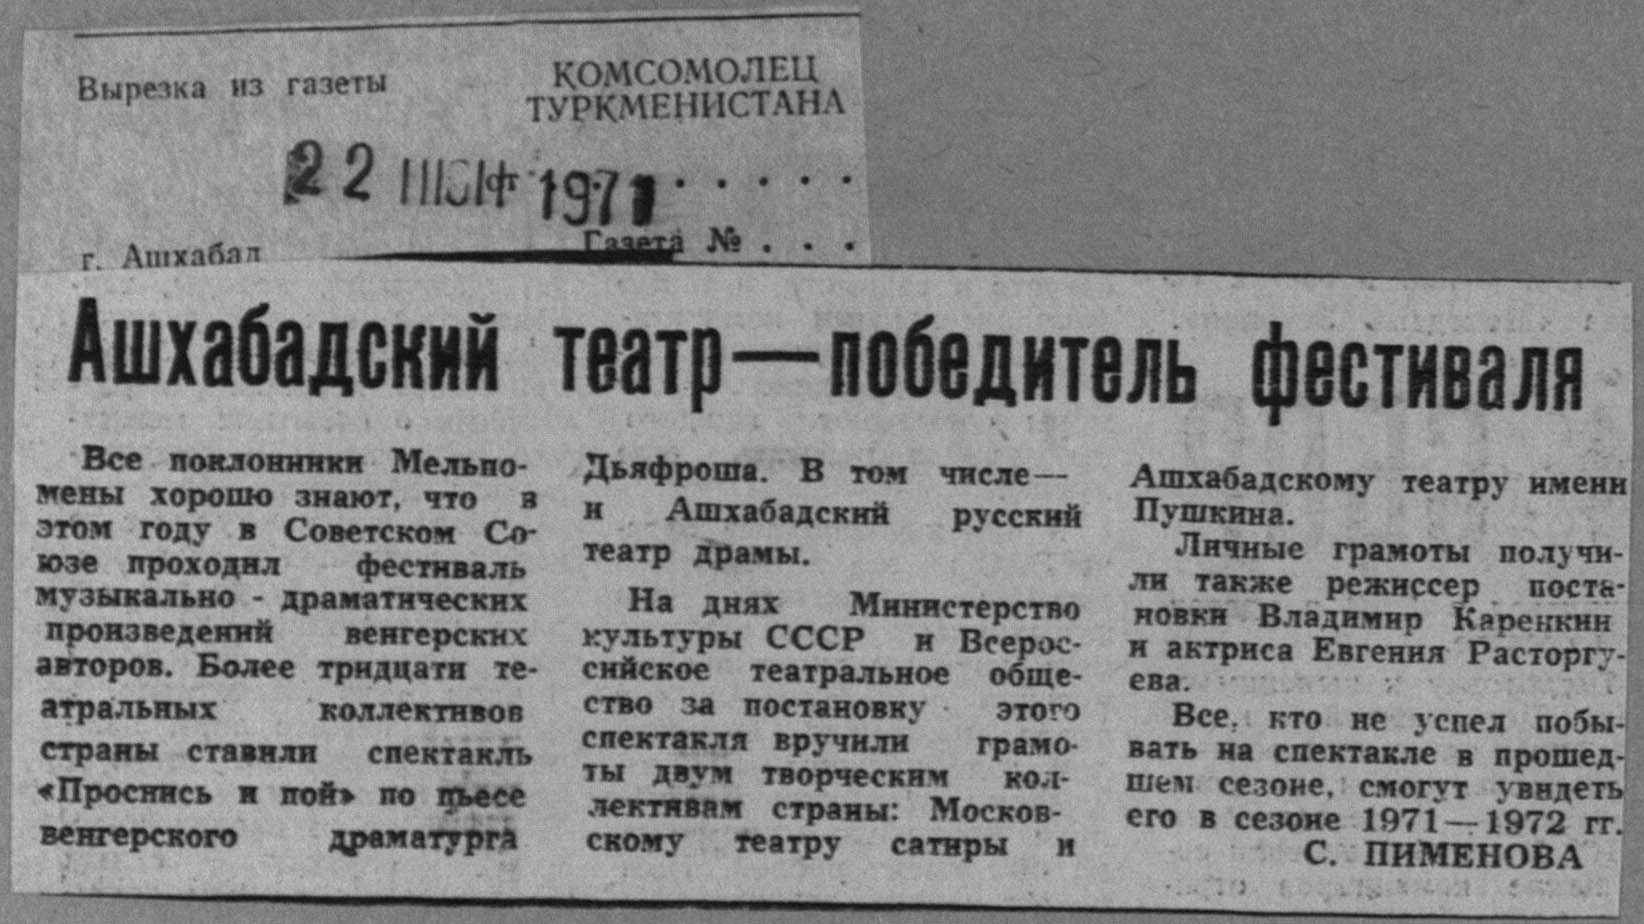 Вырезка из газеты
КОМСОМОЛЕЦ
ТУРКМЕНИСТАНА
22 1971 . . . . .
г. Ашхабад
Газета № . . .
Ашхабадский театр — победитель фестиваля
Все поклонники Мельпо-
мены хорошо знают, что в
этом году в Советском Со-
юзе проходил фестиваль
музыкально - драматических
произведений венгерских
авторов. Более тридцати те-
атральных коллективов
страны ставили спектакль
«Проснись и пой» по пьесе
венгерского драматурга
Дьяфроша. В том числе —
и Ашхабадский русский
театр драмы.
На днях Министерство
культуры СССР и Всерос-
сийское театральное обще-
ство за постановку этого
спектакля вручили грамо-
ты двум творческим кол-
лективам страны: Москов-
скому театру сатиры и
Ашхабадскому театру имени
Пушкина.
Личные грамоты получи-
ли также режиссер поста-
новки Владимир Каренкин
и актриса Евгения Расторгу-
ева.
Все, кто не успел побы-
вать на спектакле в прошед-
шем сезоне, смогут увидеть
его в сезоне 1971—1972 гг.
С. ПИМЕНОВА